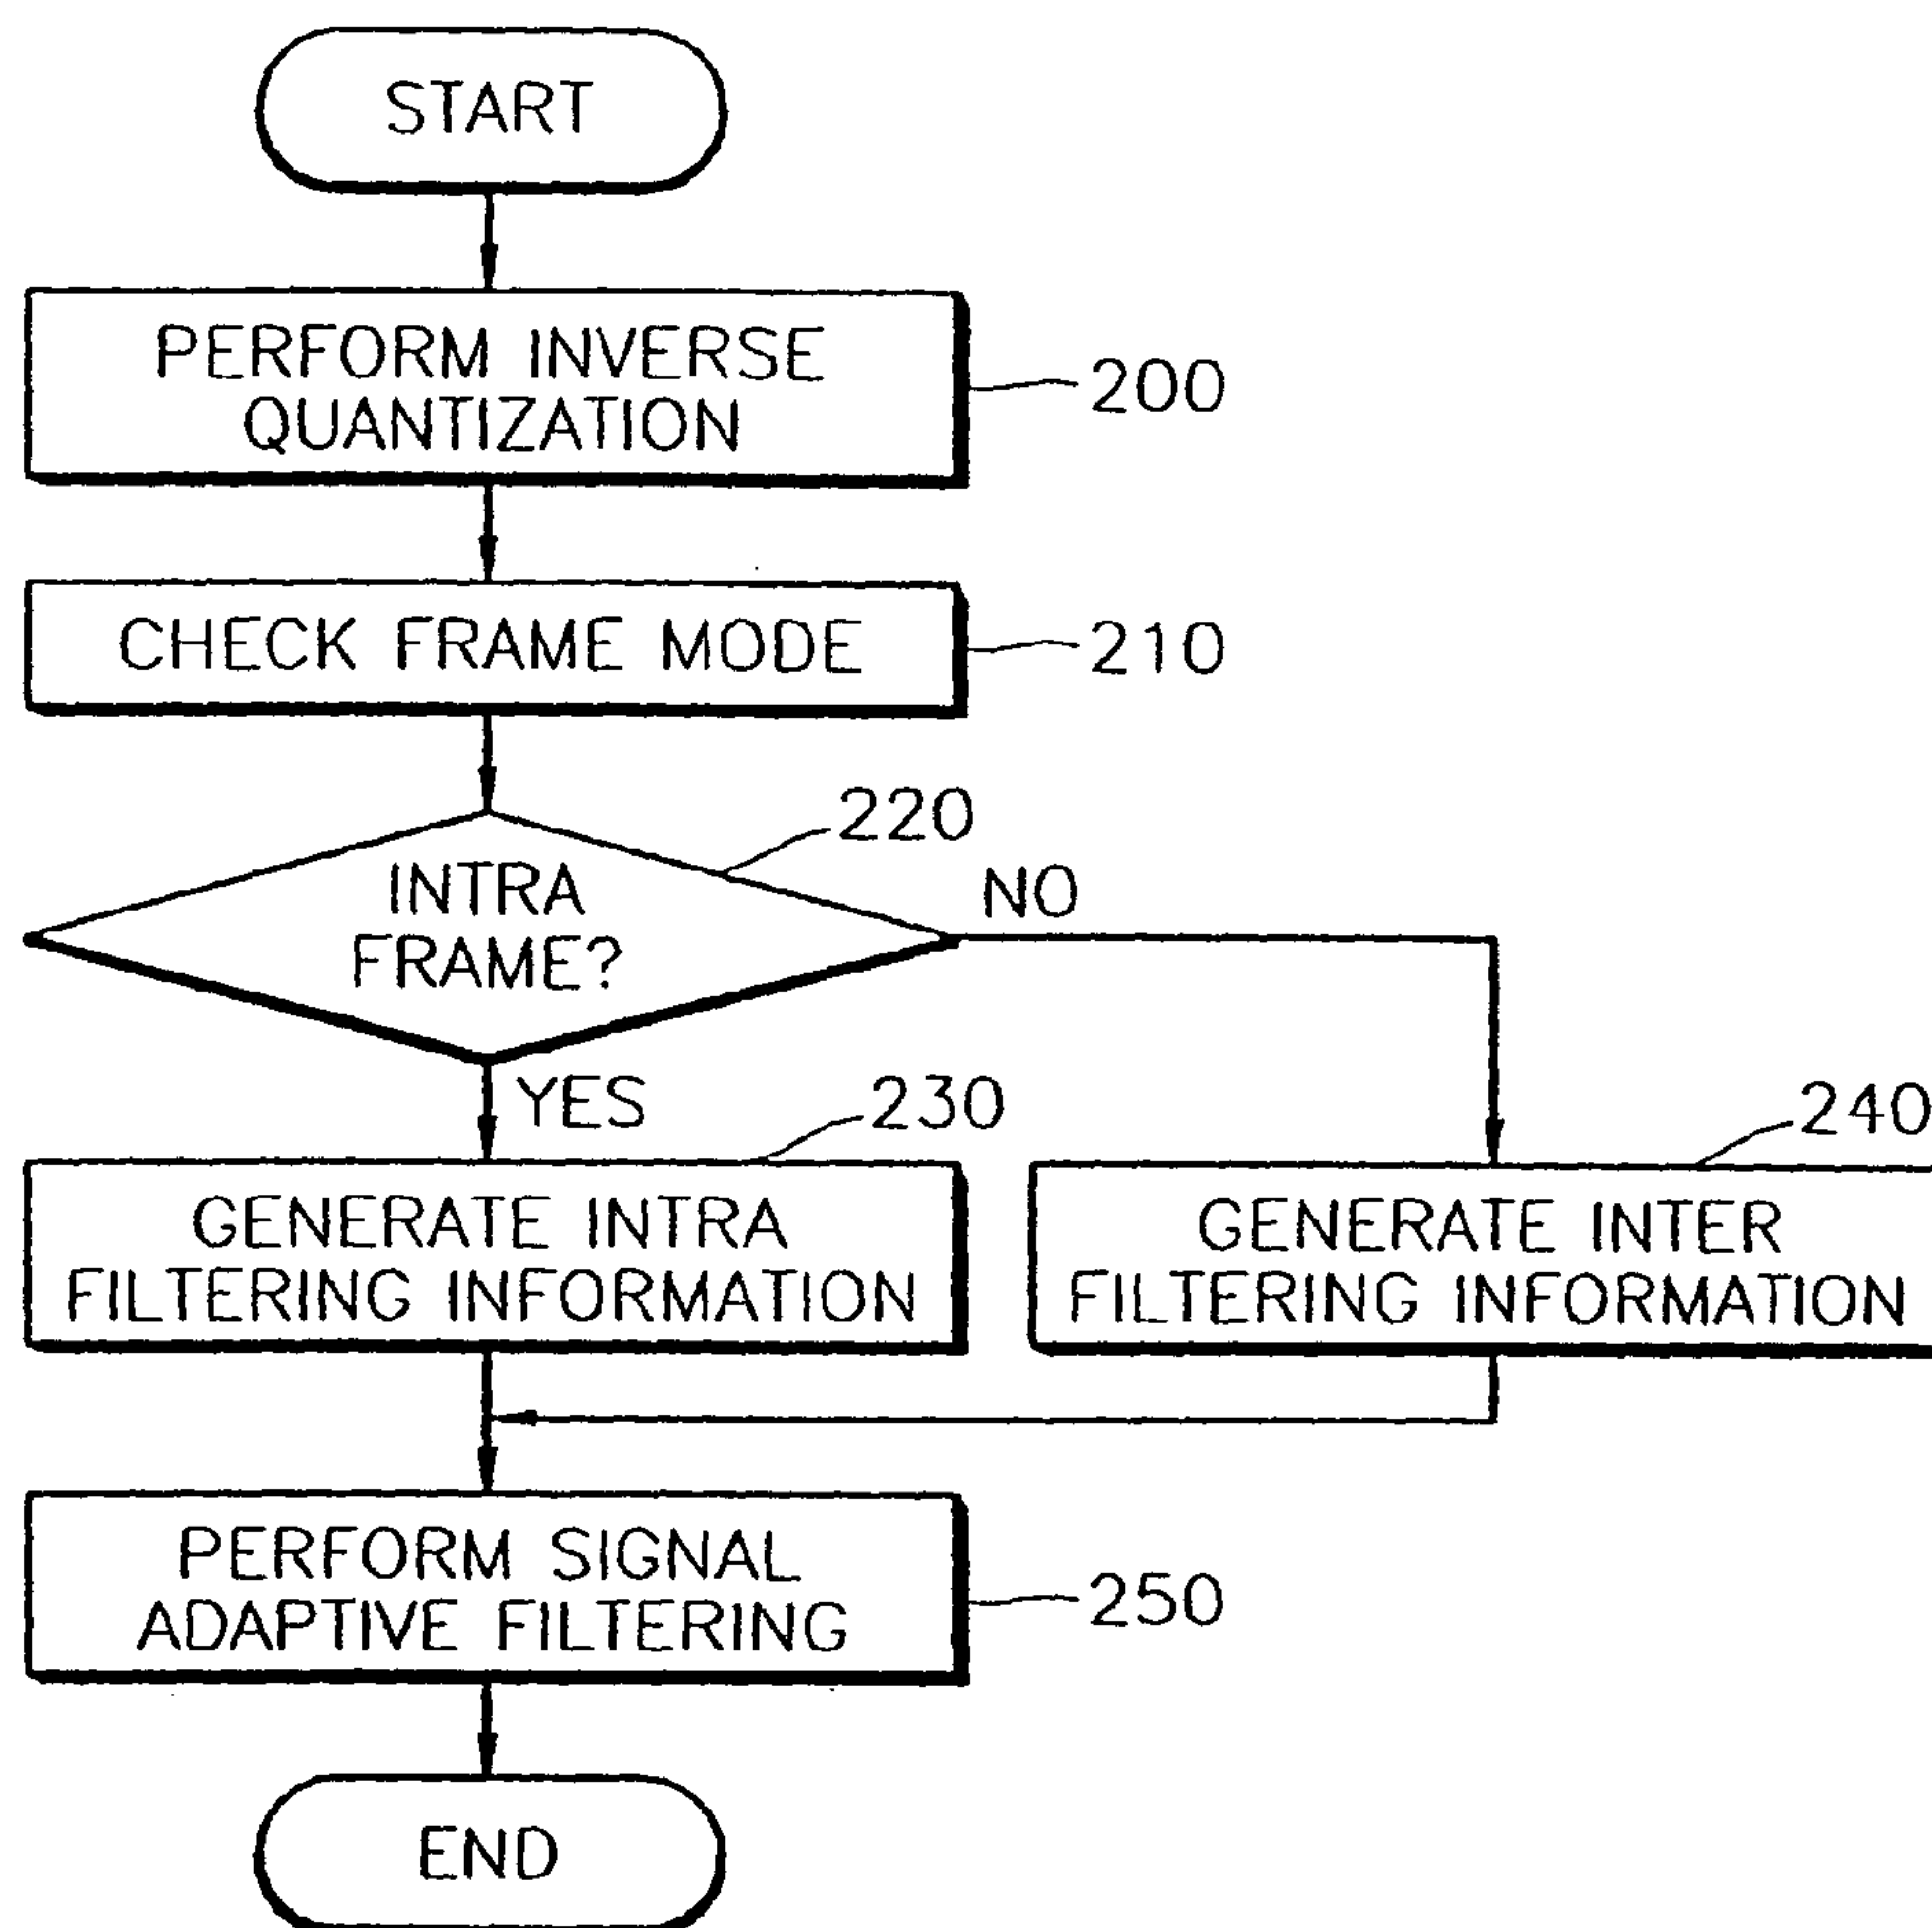 START
PERFORM INVERSE
QUANTIZATION
200
CHECK FRAME MODE
210
220
INTRA
FRAME?
NO
YES
230
240
GENERATE INTRA
FILTERING INFORMATION
GENERATE INTER
FILTERING INFORMATION
PERFORM SIGNAL
ADAPTIVE FILTERING
250
END